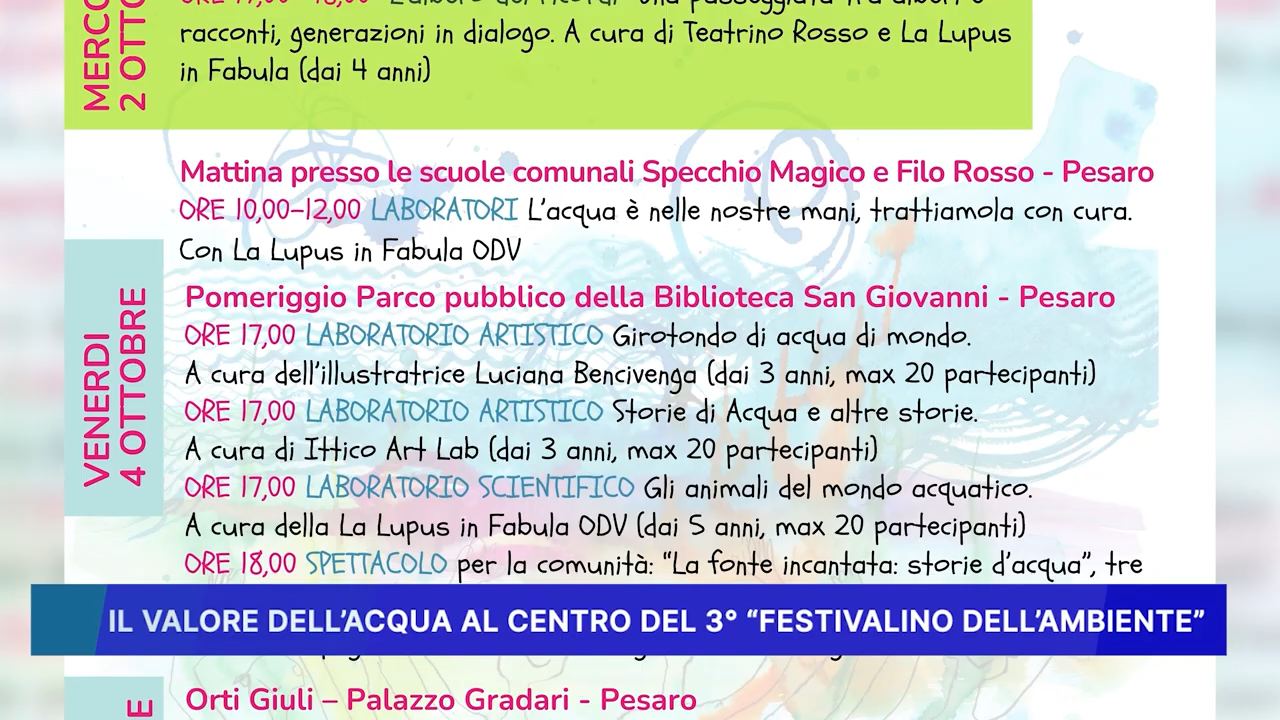 MERCO
2 OTTO
racconti, generazioni in dialogo. A cura di Teatrino Rosso e La Lupus
in Fabula (dai 4 anni)
Mattina presso le scuole comunali Specchio Magico e Filo Rosso - Pesaro
ORE 10,00-12,00 LABORATORI L'acqua è nelle nostre mani, trattiamola con cura.
Con La Lupus in Fabula ODV
VENERDI
4 OTTOBRE
Pomeriggio Parco pubblico della Biblioteca San Giovanni - Pesaro
ORE 17,00 LABORATORIO ARTISTICO Girotondo di acqua di mondo.
A cura dell'illustratrice Luciana Bencivenga (dai 3 anni, max 20 partecipanti)
ORE 17,00 LABORATORIO ARTISTICO Storie di Acqua e altre storie.
A cura di Ittico Art Lab (dai 3 anni, max 20 partecipanti)
ORE 17,00 LABORATORIO SCIENTIFICO Gli animali del mondo acquatico.
A cura della La Lupus in Fabula ODV (dai 5 anni, max 20 partecipanti)
ORE 18,00 SPETTACOLO per la comunità: “La fonte incantata: storie d'acqua”, tre
IL VALORE DELL'ACQUA AL CENTRO DEL 3° “FESTIVALINO DELL'AMBIENTE”
E
Orti Giuli – Palazzo Gradari - Pesaro